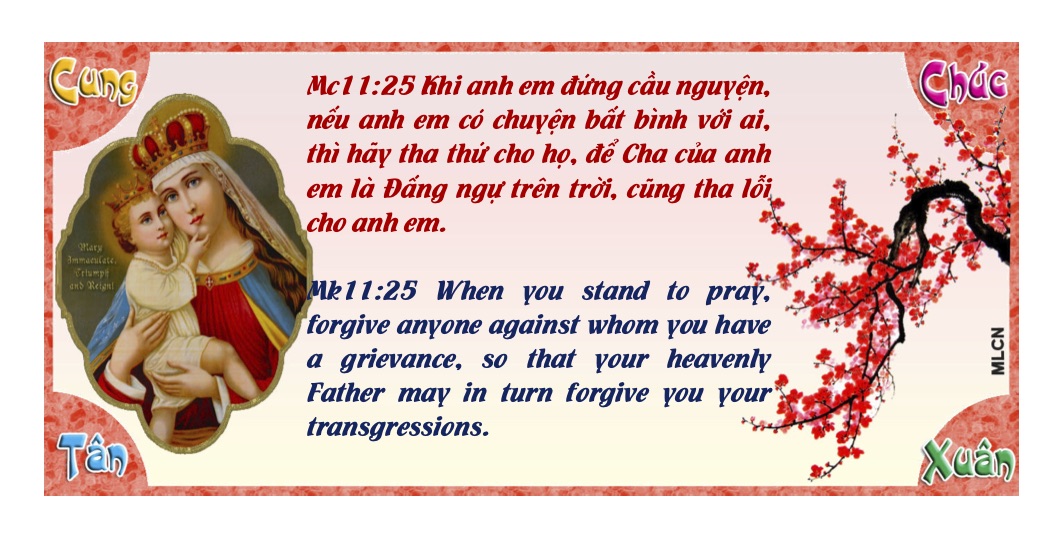 Cung
Chúc
Mc11:25 Khi anh em đứng cầu nguyện,
nếu anh em có chuyện bất bình với ai,
thì hãy tha thứ cho họ, để Cha của anh
em là Đấng ngự trên trời, cũng tha lỗi
cho anh em.
Mary
Immaculate,
Triumph
and Reign!
Mk11:25 When you stand to pray,
forgive anyone against whom you have
a grievance, so that your heavenly
Father may in turn forgive you your
transgressions.
MLCN
Tân
Xuân